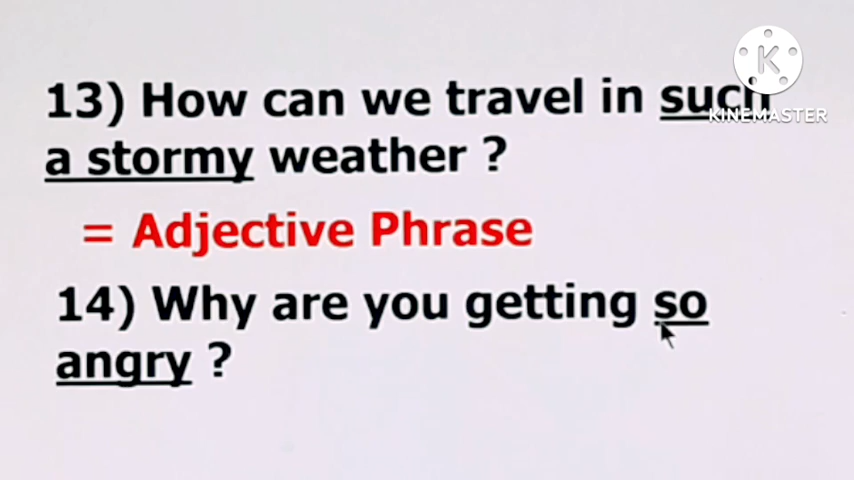 13) How can we travel in such
a stormy weather ?
= Adjective Phrase
14) Why are you getting so
angry ?
K
KINEMASTER